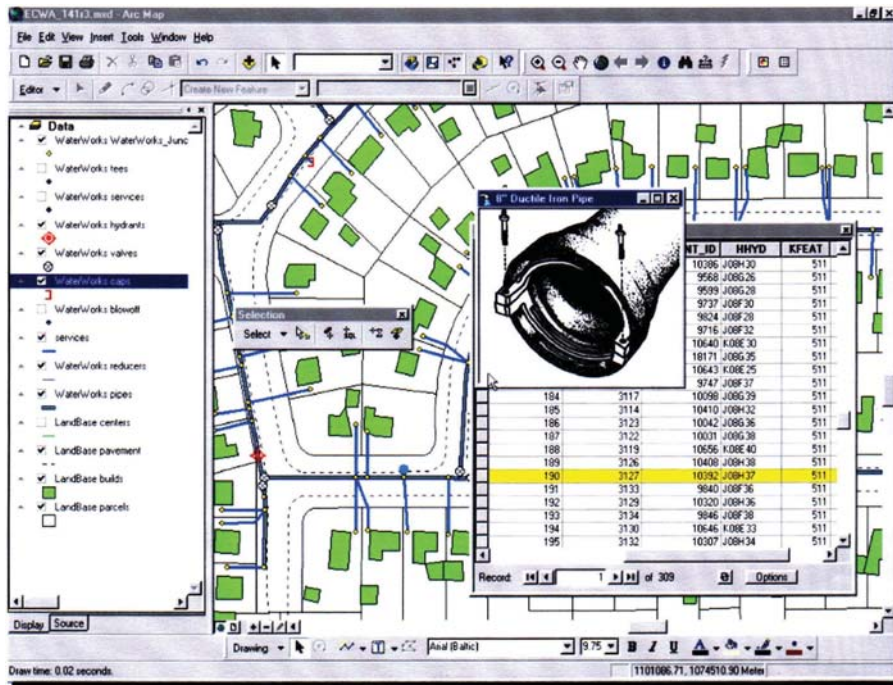 ECWA_141r3.mxd - Arc Map
File Edit View Insert Tools Window Help
Editor Create New Feature
Data
WaterWorks WaterWorks_Junc
WaterWorks tees
WaterWorks services
WaterWorks hydrants
WaterWorks valves
WaterWorks caps
WaterWorks blowoff
services
WaterWorks reducers
WaterWorks pipes
LandBase centers
LandBase pavement
LandBase builds
LandBase parcels
Display Source
Selection
Select SQL
8" Ductile Iron Pipe
NT_ID HHYD KFEAT
10386 J08H30 511
9568 J08G26 511
9599 J08G28 511
9737 J08F30 511
9824 J08F28 511
9716 J08F32 511
10640 K08E30 511
18171 J08G35 511
10643 K08E25 511
9747 J08F37 511
184 3117 10098 J08G39 511
185 3114 10410 J08H32 511
186 3123 10042 J08G36 511
187 3122 10031 J08G38 511
188 3119 10656 K08E40 511
189 3126 10408 J08H38 511
190 3127 10392 J08H37 511
191 3133 9840 J08F36 511
192 3129 10320 J08H36 511
193 3134 9846 J08F38 511
194 3130 10646 K08E33 511
195 3132 10307 J08H34 511
Record: 1 of 309 Options
Drawing Arial (Baltic) 9.75 B I U A
Draw time: 0.02 seconds. 1101086.71, 1074510.90 Meter